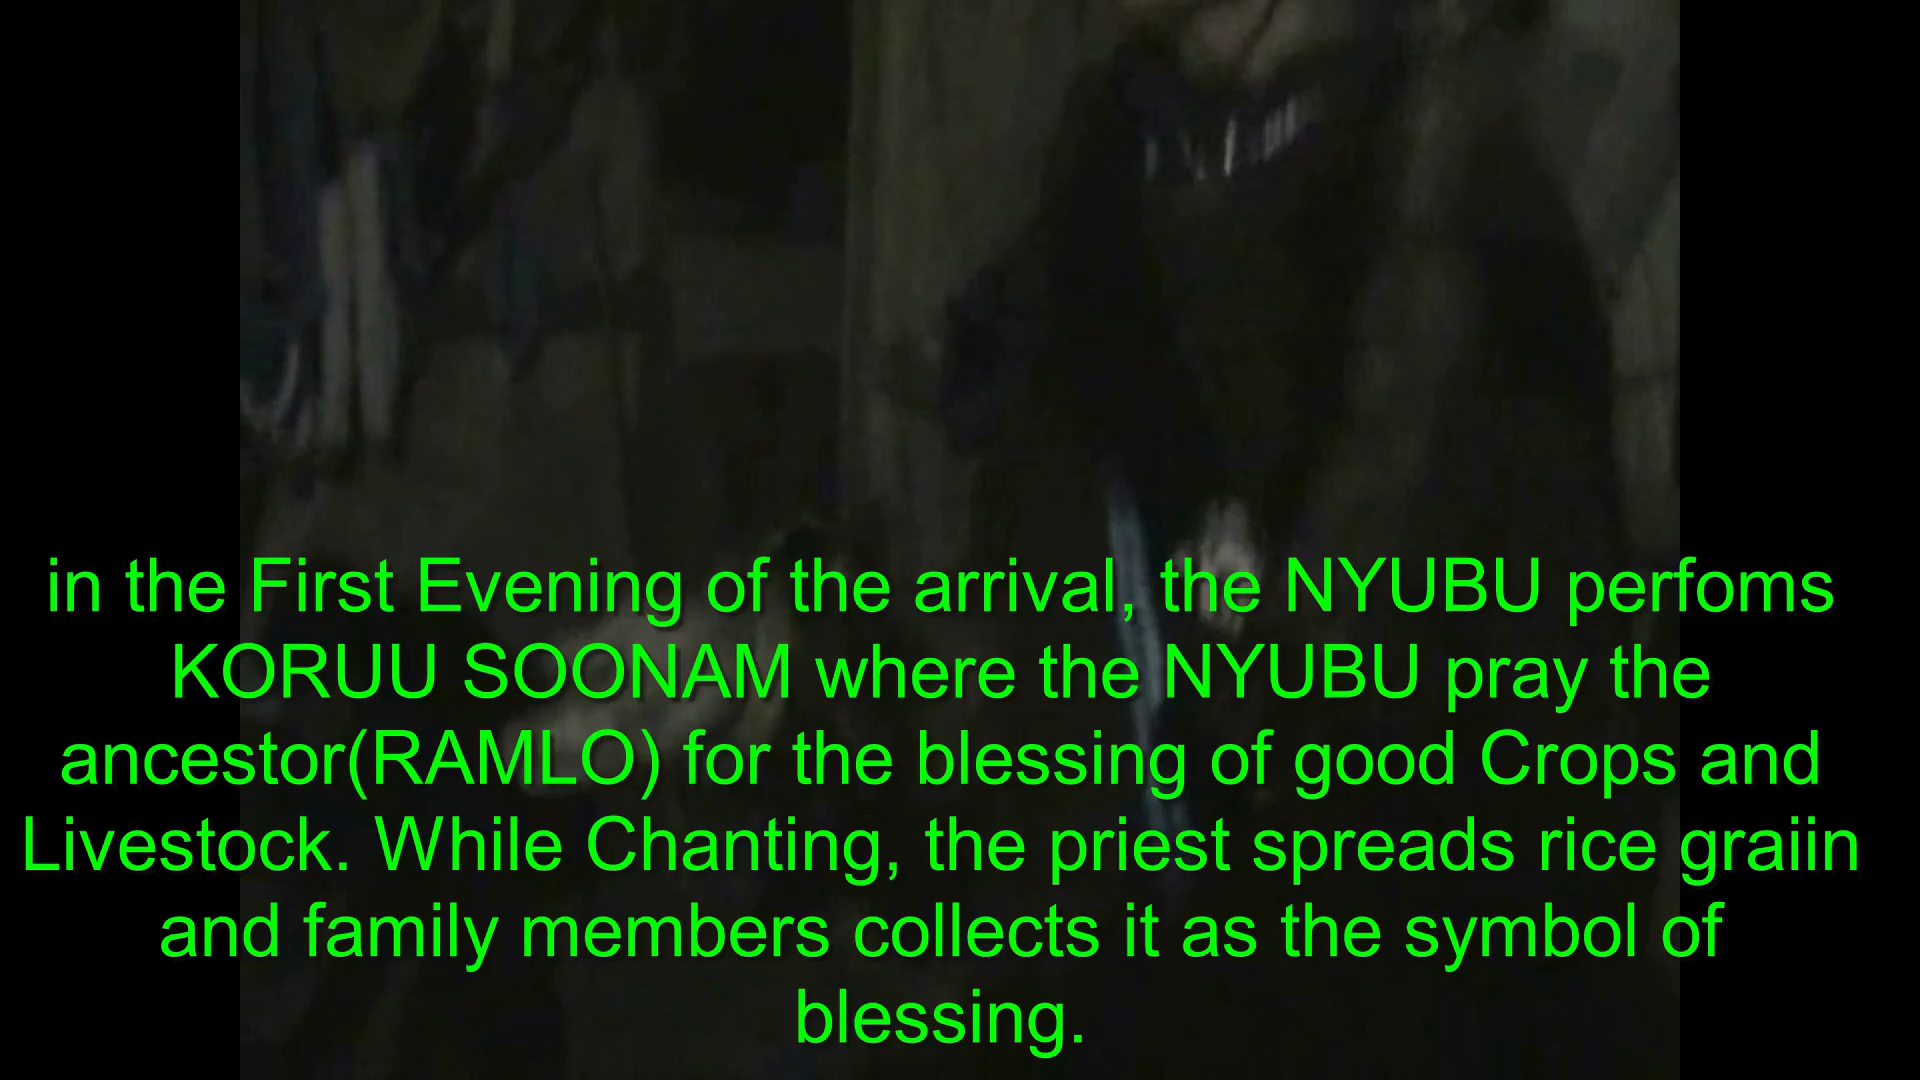 in the First Evening of the arrival, the NYUBU perfoms
KORUU SOONAM where the NYUBU pray the
ancestor(RAMLO) for the blessing of good Crops and
Livestock. While Chanting, the priest spreads rice graiin
and family members collects it as the symbol of
blessing.